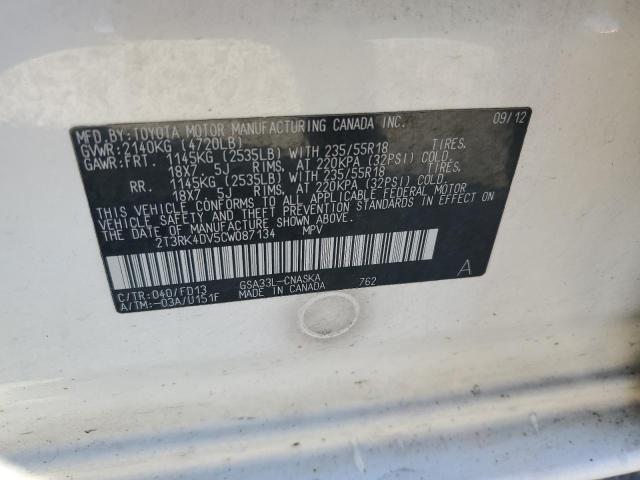 MFD. BY: TOYOTA MOTOR MANUFACTURING CANADA INC. 09/12
GVWR: 2140KG (4720LB)
GAWR: FRT. 1145KG (2535LB) WITH 235/55R18 TIRES.
18X7. 5J RIMS. AT 220KPA (32PSI) COLD.
RR. 1145KG (2535LB) WITH 235/55R18 TIRES.
18X7. 5J RIMS. AT 220KPA (32PSI) COLD.
THIS VEHICLE CONFORMS TO ALL APPLICABLE FEDERAL MOTOR
VEHICLE SAFETY AND THEFT PREVENTION STANDARDS IN EFFECT ON
THE DATE OF MANUFACTURE SHOWN ABOVE.
2T3RK4DV5CW087134 MPV
A
C/TR: 040/FD13 GSA33L-CNASKA 762
A/TM: -03A/U151F MADE IN CANADA